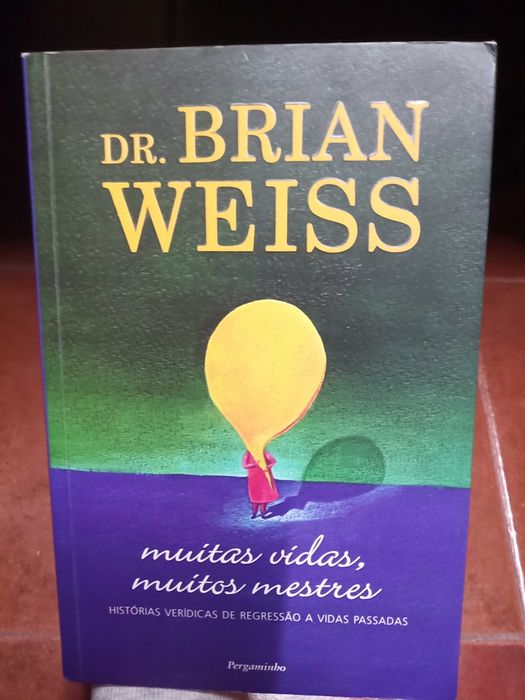 DR. BRIAN
WEISS
muitas vidas,
muitos mestres
HISTÓRIAS VERÍDICAS DE REGRESSÃO A VIDAS PASSADAS
Pergaminho